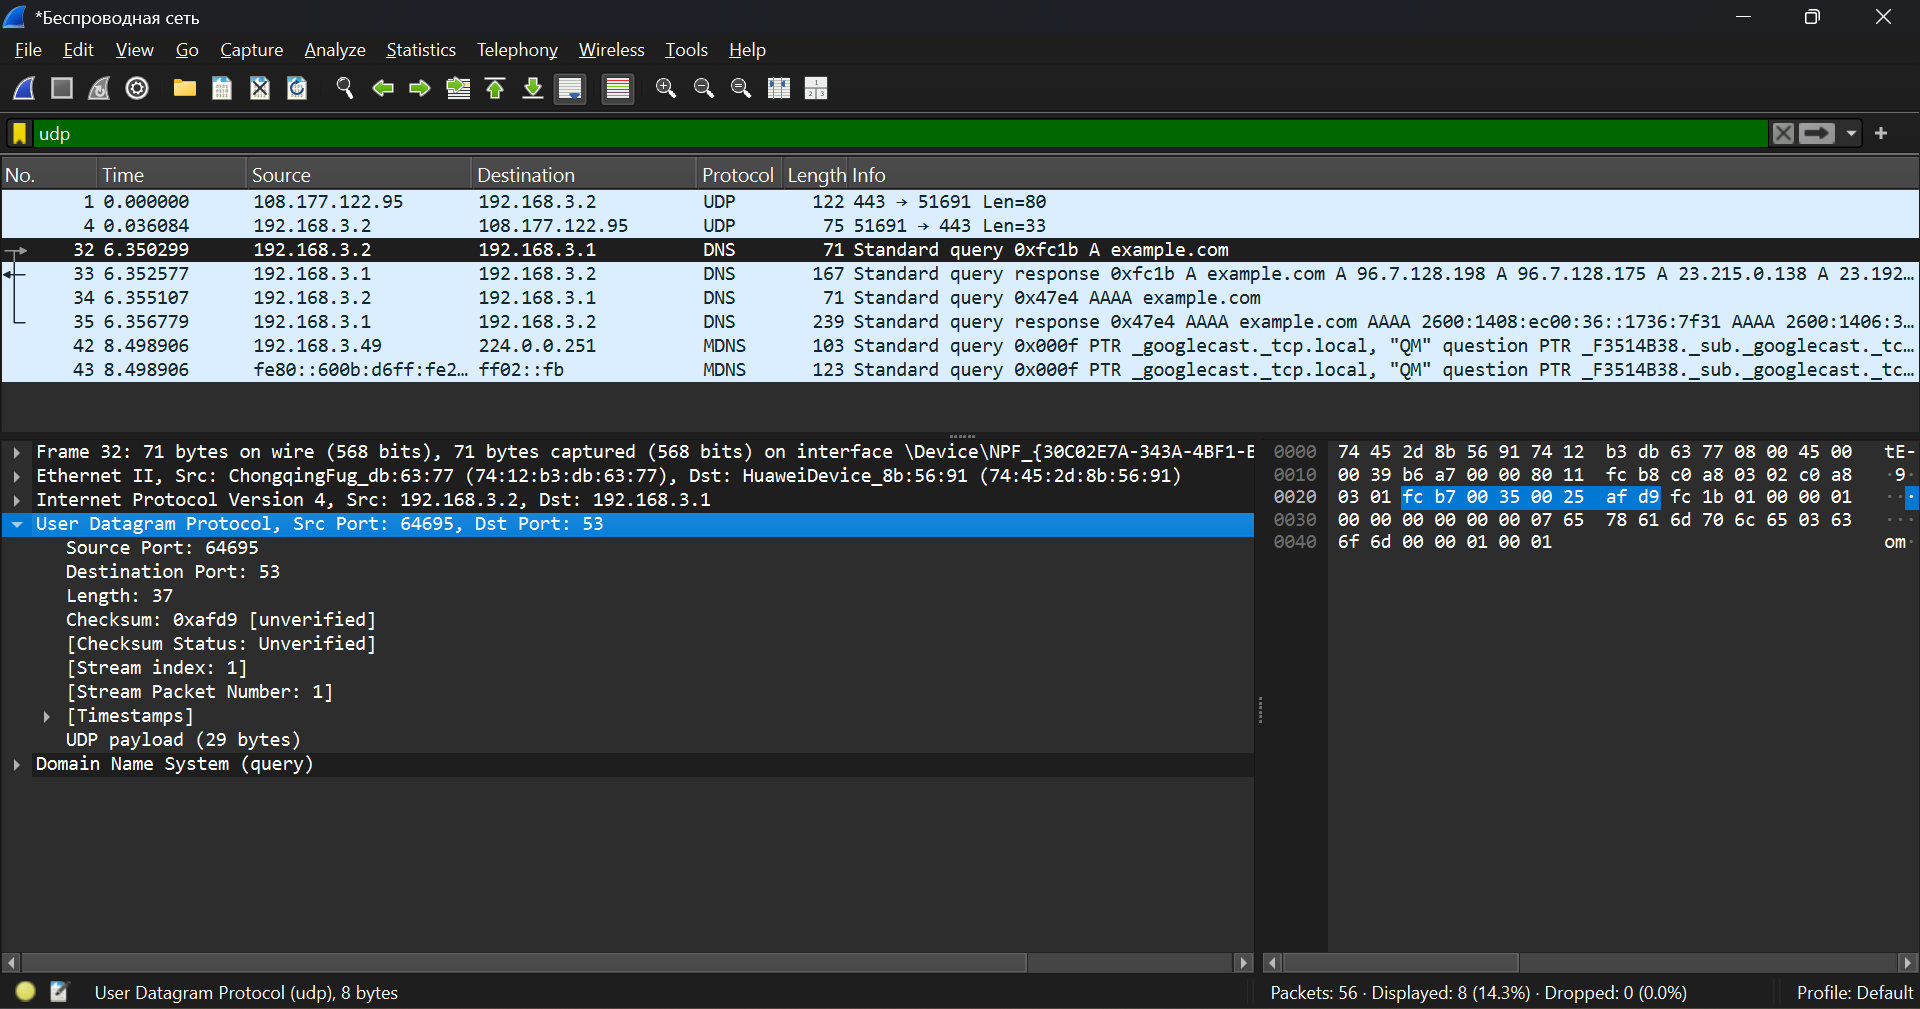 *Беспроводная сеть
File Edit View Go Capture Analyze Statistics Telephony Wireless Tools Help
udp
No. Time Source Destination Protocol Length Info
1 0.000000 108.177.122.95 192.168.3.2 UDP 122 443 → 51691 Len=80
4 0.036084 192.168.3.2 108.177.122.95 UDP 75 51691 → 443 Len=33
32 6.350299 192.168.3.2 192.168.3.1 DNS 71 Standard query 0xfc1b A example.com
33 6.352577 192.168.3.1 192.168.3.2 DNS 167 Standard query response 0xfc1b A example.com A 96.7.128.198 A 96.7.128.175 A 23.215.0.138 A 23.192…
34 6.355107 192.168.3.2 192.168.3.1 DNS 71 Standard query 0x47e4 AAAA example.com
35 6.356779 192.168.3.1 192.168.3.2 DNS 239 Standard query response 0x47e4 AAAA example.com AAAA 2600:1408:ec00:36::1736:7f31 AAAA 2600:1406:3…
42 8.498906 192.168.3.49 224.0.0.251 MDNS 103 Standard query 0x000f PTR _googlecast._tcp.local, "QM" question PTR _F3514B38._sub._googlecast._tc…
43 8.498906 fe80::600b:d6ff:fe2… ff02::fb MDNS 123 Standard query 0x000f PTR _googlecast._tcp.local, "QM" question PTR _F3514B38._sub._googlecast._tc…
Frame 32: 71 bytes on wire (568 bits), 71 bytes captured (568 bits) on interface \Device\NPF_{30C02E7A-343A-4BF1-E
Ethernet II, Src: ChongqingFug_db:63:77 (74:12:b3:db:63:77), Dst: HuaweiDevice_8b:56:91 (74:45:2d:8b:56:91)
Internet Protocol Version 4, Src: 192.168.3.2, Dst: 192.168.3.1
User Datagram Protocol, Src Port: 64695, Dst Port: 53
Source Port: 64695
Destination Port: 53
Length: 37
Checksum: 0xafd9 [unverified]
[Checksum Status: Unverified]
[Stream index: 1]
[Stream Packet Number: 1]
[Timestamps]
UDP payload (29 bytes)
Domain Name System (query)
0000 74 45 2d 8b 56 91 74 12 b3 db 63 77 08 00 45 00 tE-
0010 00 39 b6 a7 00 00 80 11 fc b8 c0 a8 03 02 c0 a8 ·9·
0020 03 01 fc b7 00 35 00 25 af d9 fc 1b 01 00 00 01 ···
0030 00 00 00 00 00 00 07 65 78 61 6d 70 6c 65 03 63 ···
0040 6f 6d 00 00 01 00 01 om·
User Datagram Protocol (udp), 8 bytes
Packets: 56 · Displayed: 8 (14.3%) · Dropped: 0 (0.0%)
Profile: Default